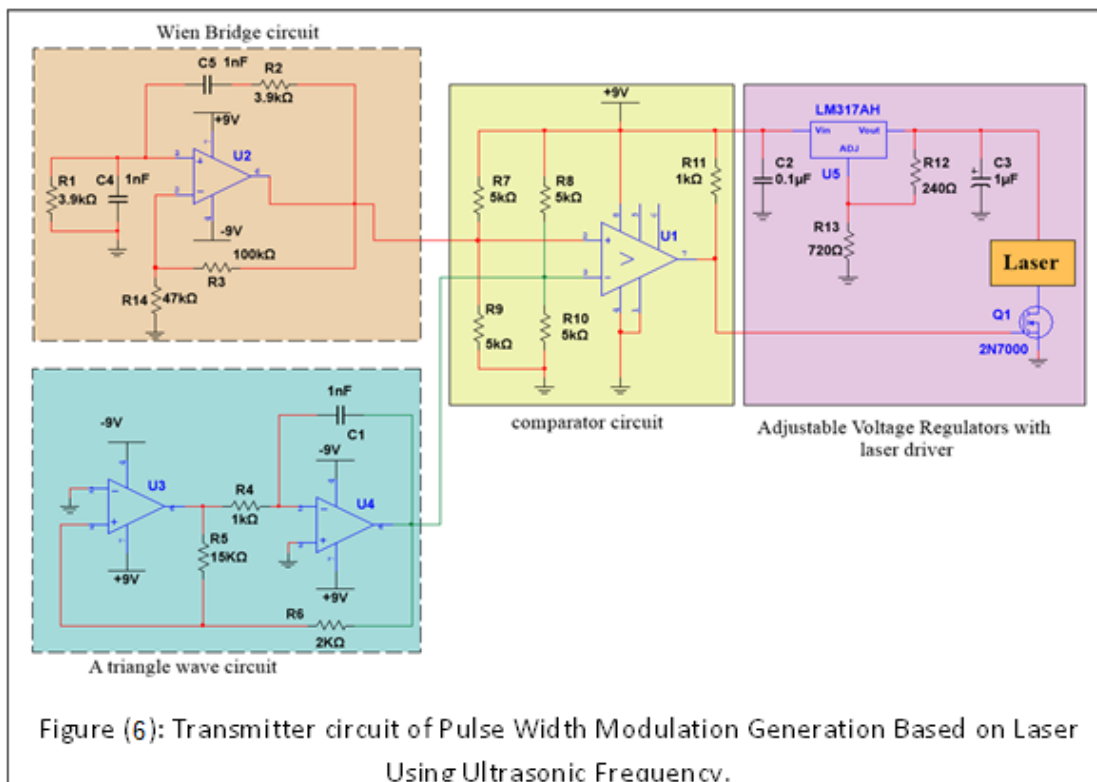 Wien Bridge circuit
C5 1nF
R2
3.9kΩ
+9V
U2
R1
3.9kΩ
C4
1nF
-9V
100kΩ
R3
R14
47kΩ
+9V
R7
5kΩ
R8
5kΩ
R11
1kΩ
U1
R9
5kΩ
R10
5kΩ
comparator circuit
LM317AH
Vin Vout
ADJ
U5
C2
0.1µF
R12
240Ω
C3
1µF
R13
720Ω
Laser
Q1
2N7000
Adjustable Voltage Regulators with
laser driver
-9V
U3
+9V
R4
1kΩ
R5
15KΩ
1nF
C1
-9V
U4
+9V
R6
2KΩ
A triangle wave circuit
Figure (6): Transmitter circuit of Pulse Width Modulation Generation Based on Laser
Using Ultrasonic Frequency.